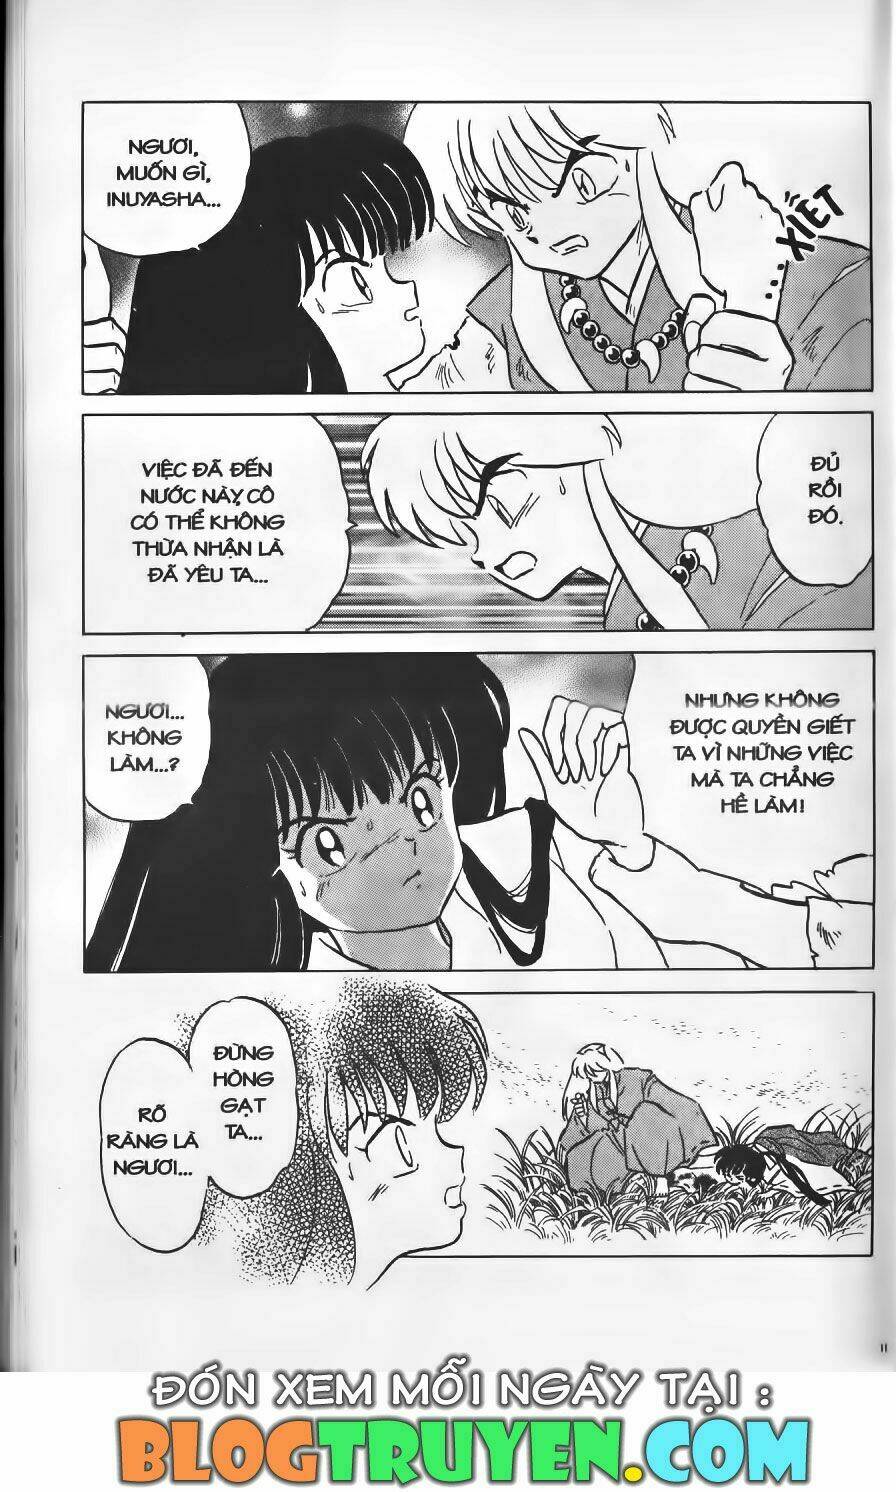 NGƯƠI,
MUỐN GÌ,
INUYASHA...
XIẾT
ĐỦ
RỒI
ĐÓ.
VIỆC ĐÃ ĐẾN
NƯỚC NÀY, CÔ
CÓ THỂ KHÔNG
THỪA NHẬN LÀ
ĐÃ YÊU TA...
NHƯNG KHÔNG
ĐƯỢC QUYỀN GIẾT
TA VÌ NHỮNG VIỆC
MÀ TA CHẲNG
HỀ LÀM!
NGƯƠI...
KHÔNG
LÀM...?
ĐỪNG
HÒNG
GẠT
TA...
RÕ
RÀNG LÀ
NGƯƠI...
11
ĐÓN XEM MỖI NGÀY TẠI :
BLOGTRUYEN.COM